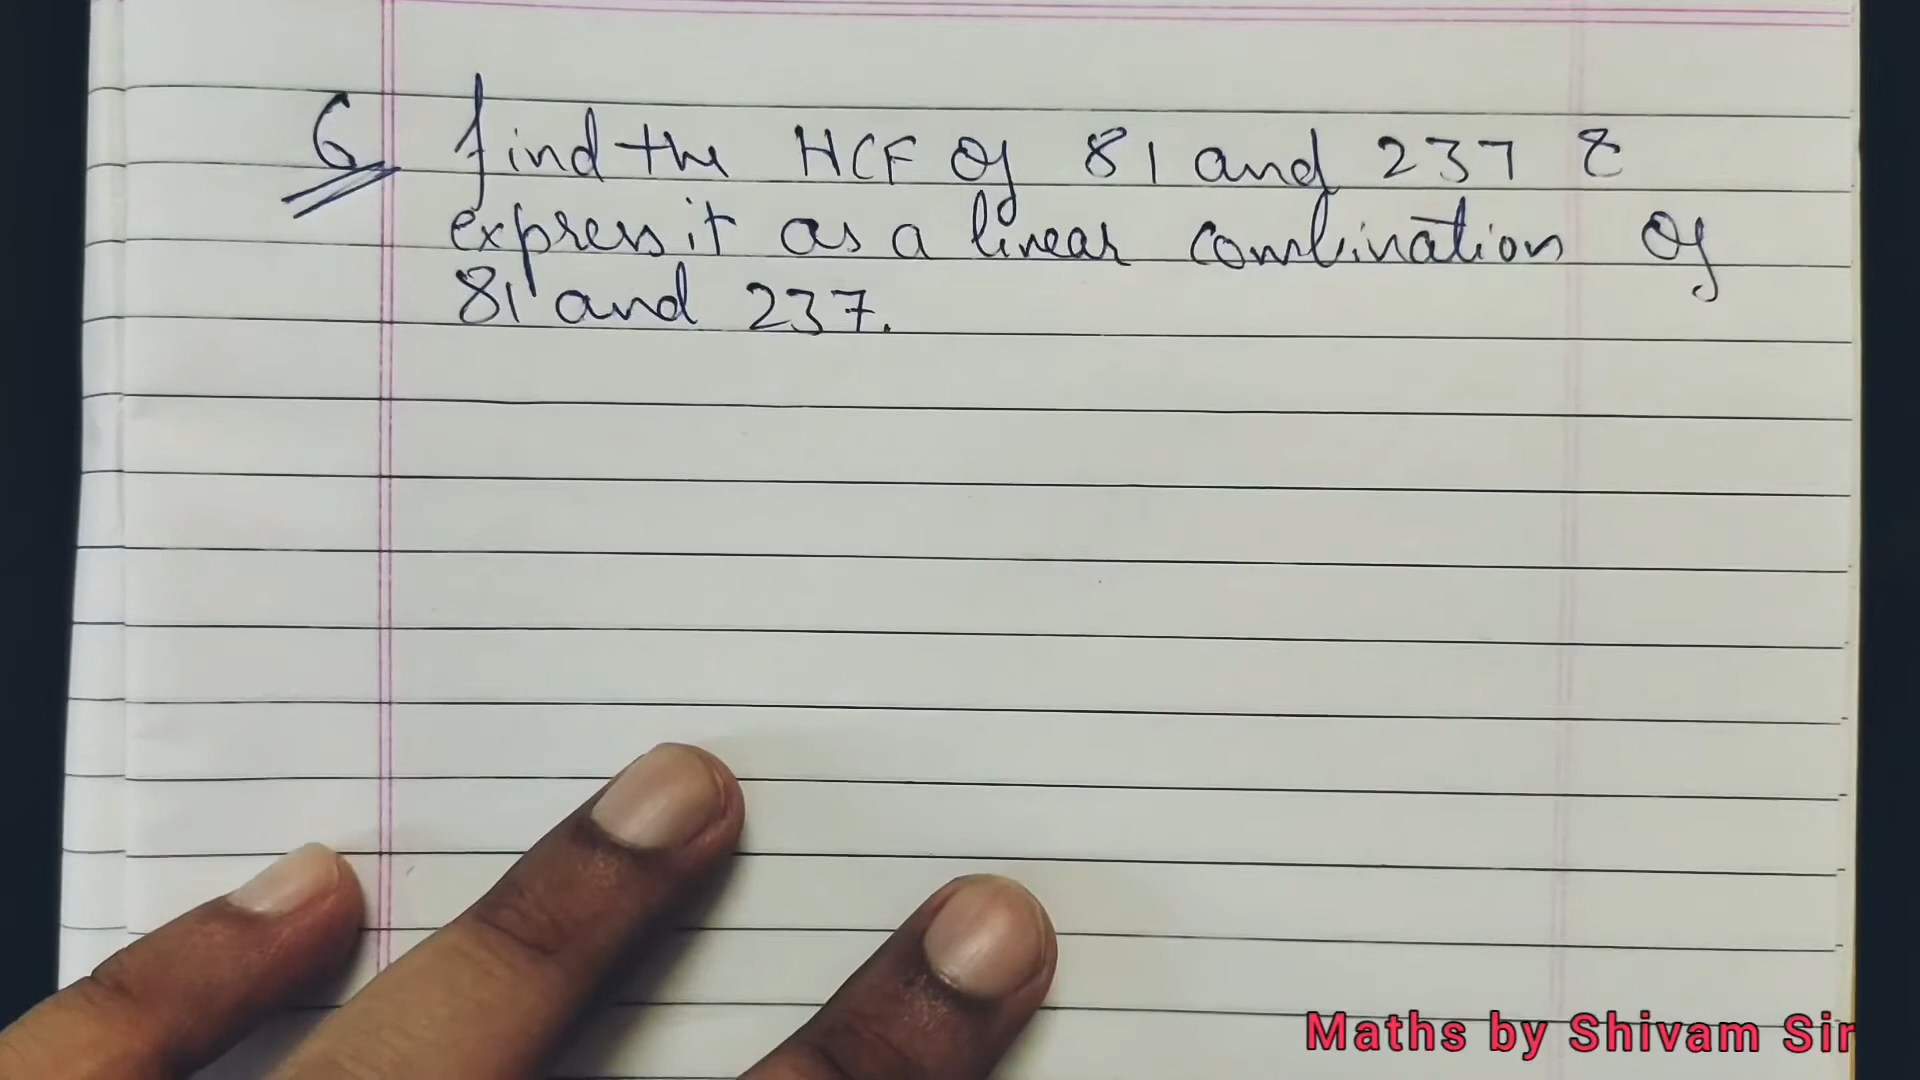 6 find the HCF of 81 and 237 &
express it as a linear combination of
81 and 237.
Maths by Shivam Sir